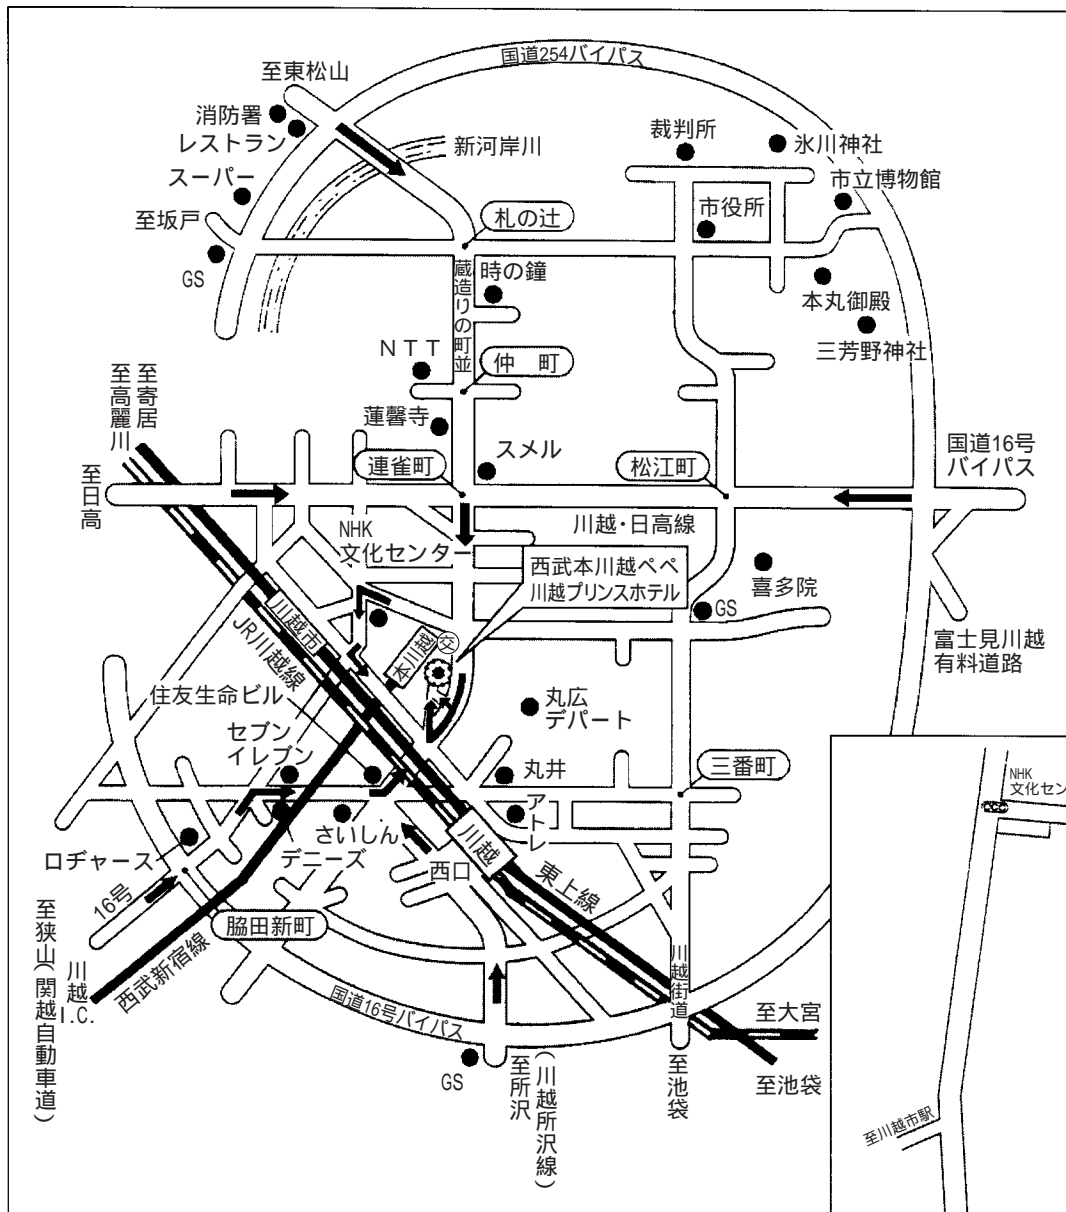 国道254バイパス
至東松山
消防署
レストラン
新河岸川
裁判所
氷川神社
スーパー
市立博物館
至坂戸
札の辻
市役所
GS
蔵造りの町並
時の鐘
本丸御殿
三芳野神社
NTT
仲 町
至高麗川
至寄居
蓮馨寺
スメル
国道16号
バイパス
至日高
連雀町
松江町
NHK
文化センター
川越・日高線
西武本川越ペペ
川越プリンスホテル
喜多院
GS
川越市
本川越
交
富士見川越
有料道路
JR川越線
住友生命ビル
丸広
デパート
セブン
イレブン
丸井
三番町
アトレ
さいしん
川越
ロヂャース
デニーズ
西口
東上線
16号
脇田新町
西武新宿線
川越
I.C.
至狭山(関越自動車道)
国道16号バイパス
川越街道
至大宮
GS
至所沢
(川越所沢線)
至池袋
至池袋
NHK
文化セン
至川越市駅